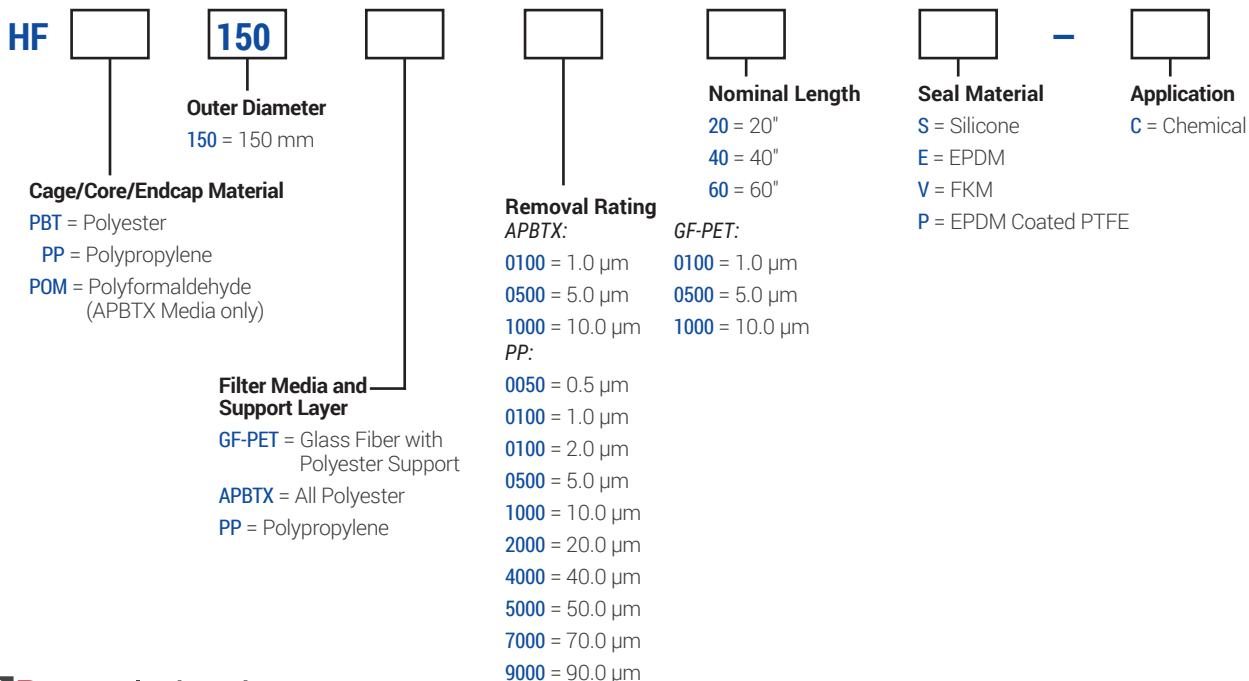 HF 150 –
Outer Diameter
150 = 150 mm
Cage/Core/Endcap Material
PBT = Polyester
PP = Polypropylene
POM = Polyformaldehyde
(APBTX Media only)
Filter Media and
Support Layer
GF-PET = Glass Fiber with
Polyester Support
APBTX = All Polyester
PP = Polypropylene
Removal Rating
APBTX:
0100 = 1.0 µm
0500 = 5.0 µm
1000 = 10.0 µm
PP:
0050 = 0.5 µm
0100 = 1.0 µm
0100 = 2.0 µm
0500 = 5.0 µm
1000 = 10.0 µm
2000 = 20.0 µm
4000 = 40.0 µm
5000 = 50.0 µm
7000 = 70.0 µm
9000 = 90.0 µm
GF-PET:
0100 = 1.0 µm
0500 = 5.0 µm
1000 = 10.0 µm
Nominal Length
20 = 20"
40 = 40"
60 = 60"
Seal Material
S = Silicone
E = EPDM
V = FKM
P = EPDM Coated PTFE
Application
C = Chemical